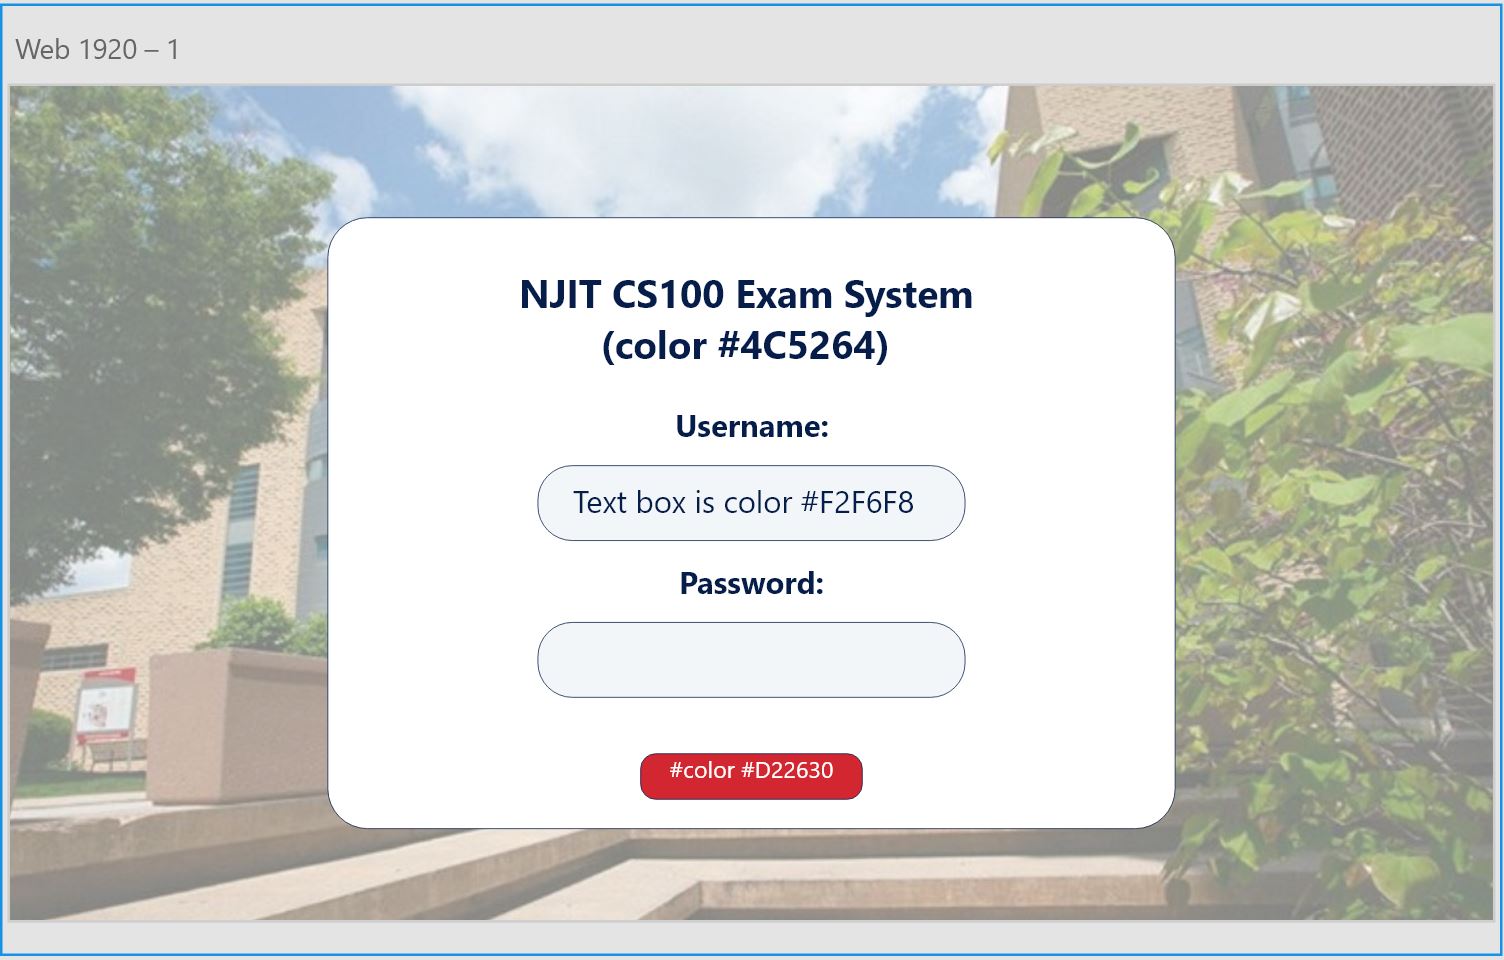 Web 1920 – 1
NJIT CS100 Exam System
(color #4C5264)
Username:
Text box is color #F2F6F8
Password:
#color #D22630